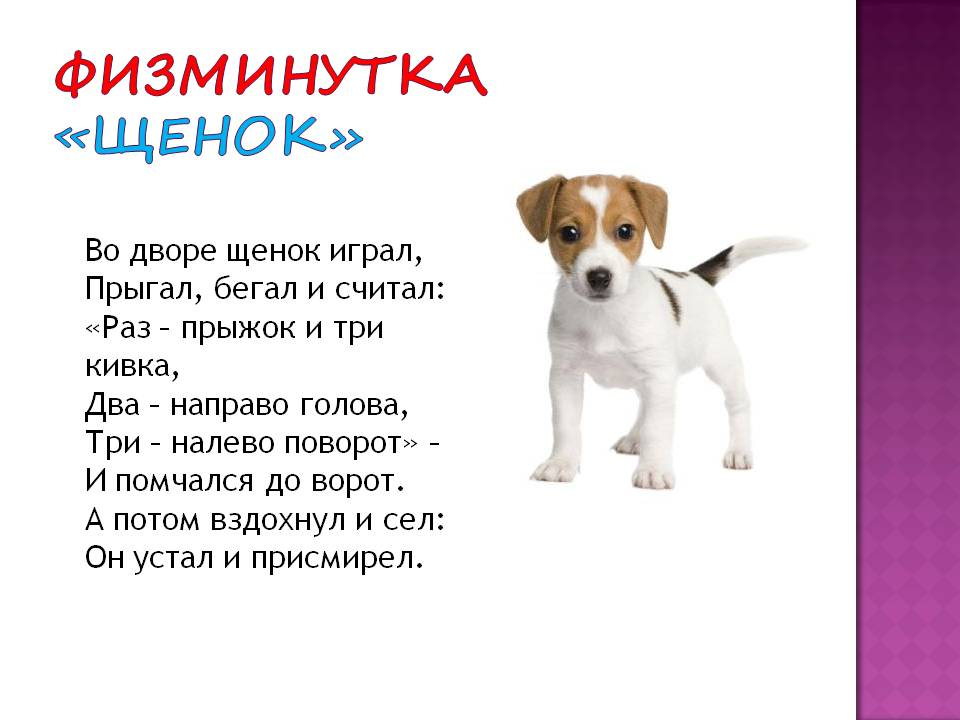 ФИЗМИНУТКА
«ЩЕНОК»
Во дворе щенок играл,
Прыгал, бегал и считал:
«Раз – прыжок и три
кивка,
Два – направо голова,
Три – налево поворот» –
И помчался до ворот.
А потом вздохнул и сел:
Он устал и присмирел.